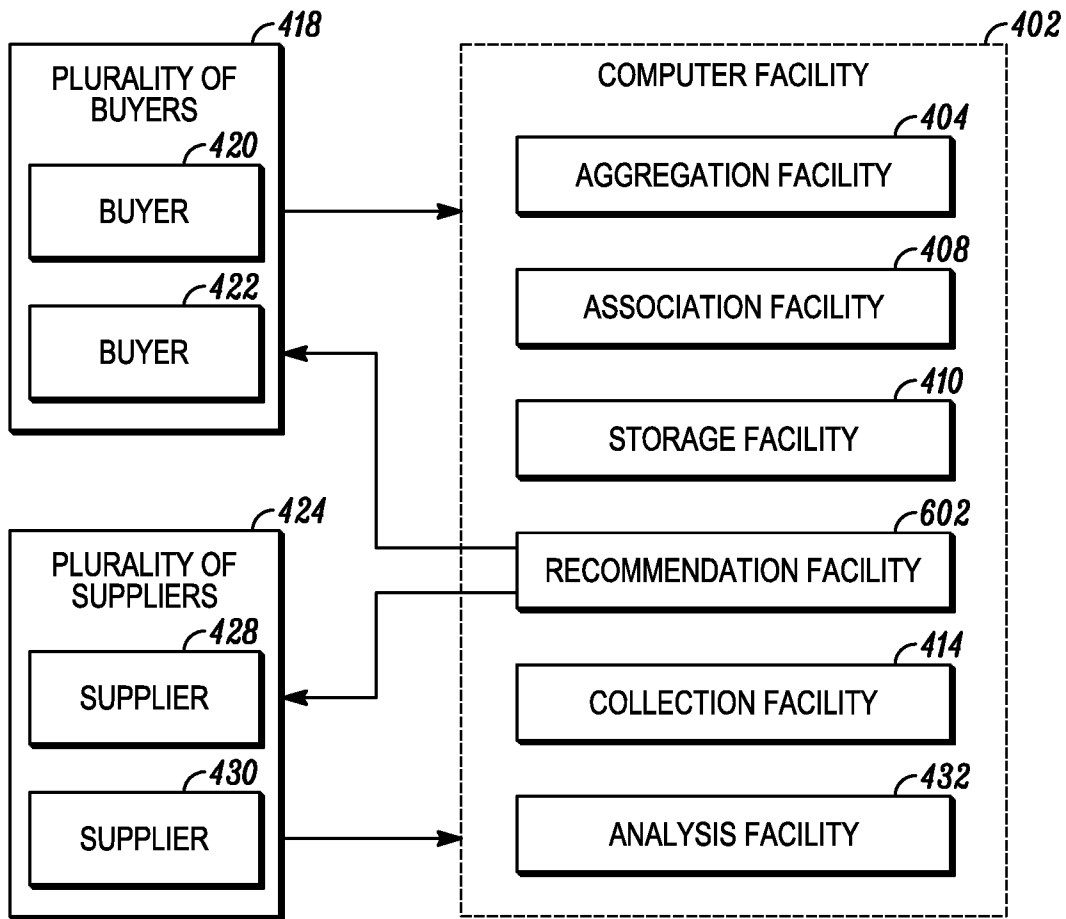 418
PLURALITY OF
BUYERS
420
BUYER
422
BUYER
424
PLURALITY OF
SUPPLIERS
428
SUPPLIER
430
SUPPLIER
402
COMPUTER FACILITY
404
AGGREGATION FACILITY
408
ASSOCIATION FACILITY
410
STORAGE FACILITY
602
RECOMMENDATION FACILITY
414
COLLECTION FACILITY
432
ANALYSIS FACILITY